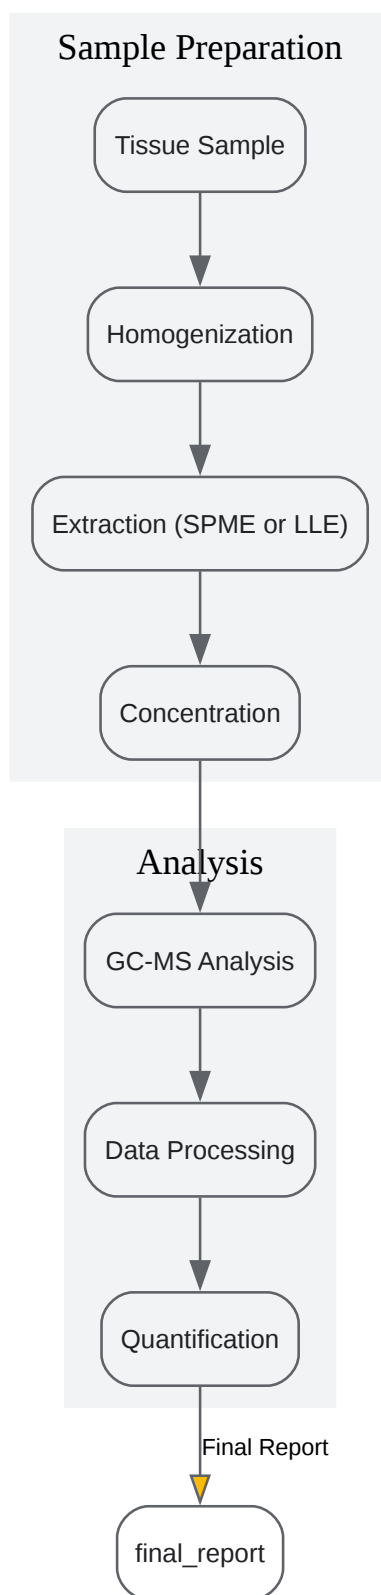 Sample Preparation
Tissue Sample
Homogenization
Extraction (SPME or LLE)
Concentration
Analysis
GC-MS Analysis
Data Processing
Quantification
Final Report
final_report